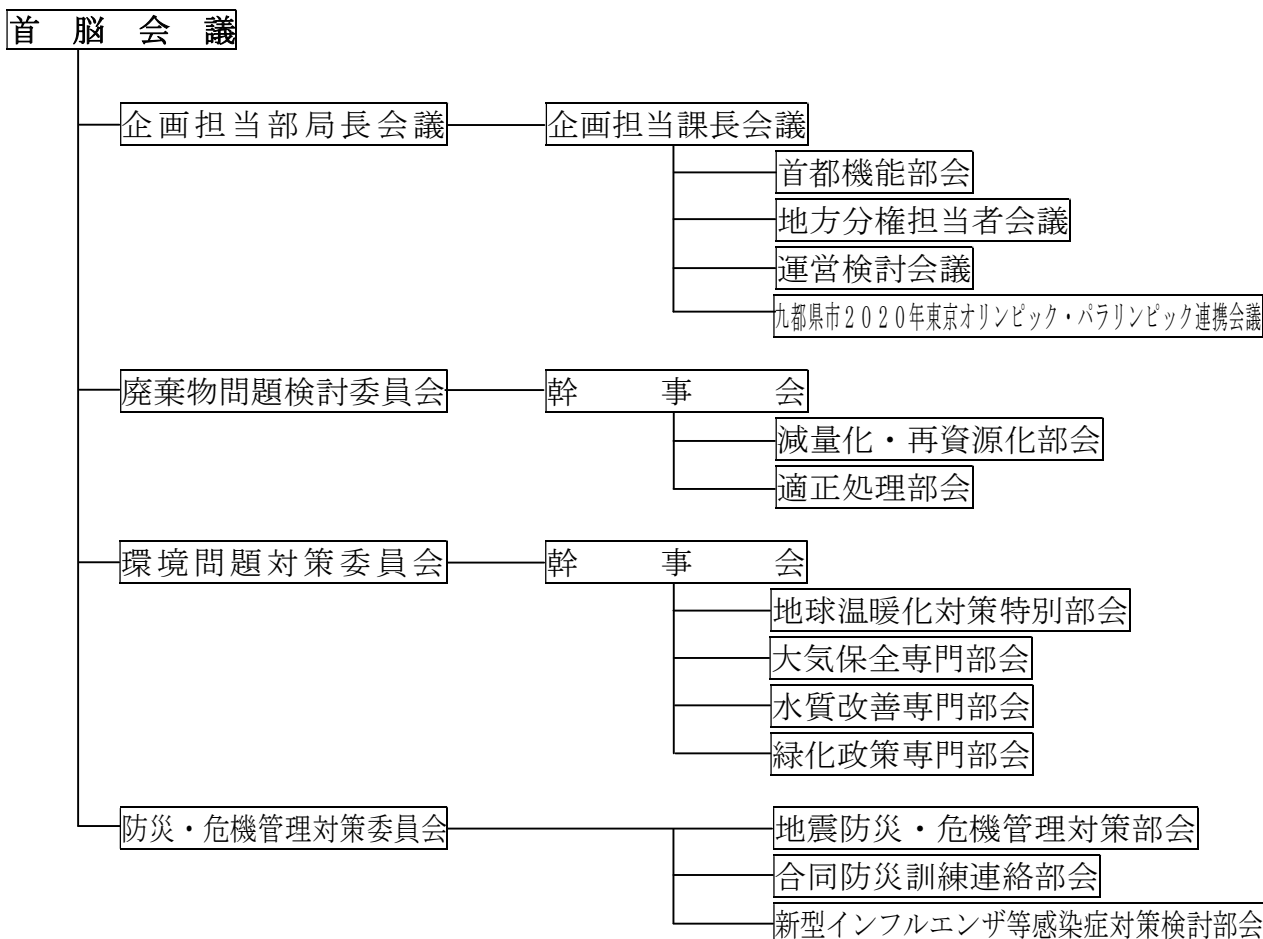 首脳会議
企画担当部局長会議
企画担当課長会議
首都機能部会
地方分権担当者会議
運営検討会議
九都県市２０２０年東京オリンピック・パラリンピック連携会議
廃棄物問題検討委員会
幹事会
減量化・再資源化部会
適正処理部会
環境問題対策委員会
幹事会
地球温暖化対策特別部会
大気保全専門部会
水質改善専門部会
緑化政策専門部会
防災・危機管理対策委員会
地震防災・危機管理対策部会
合同防災訓練連絡部会
新型インフルエンザ等感染症対策検討部会